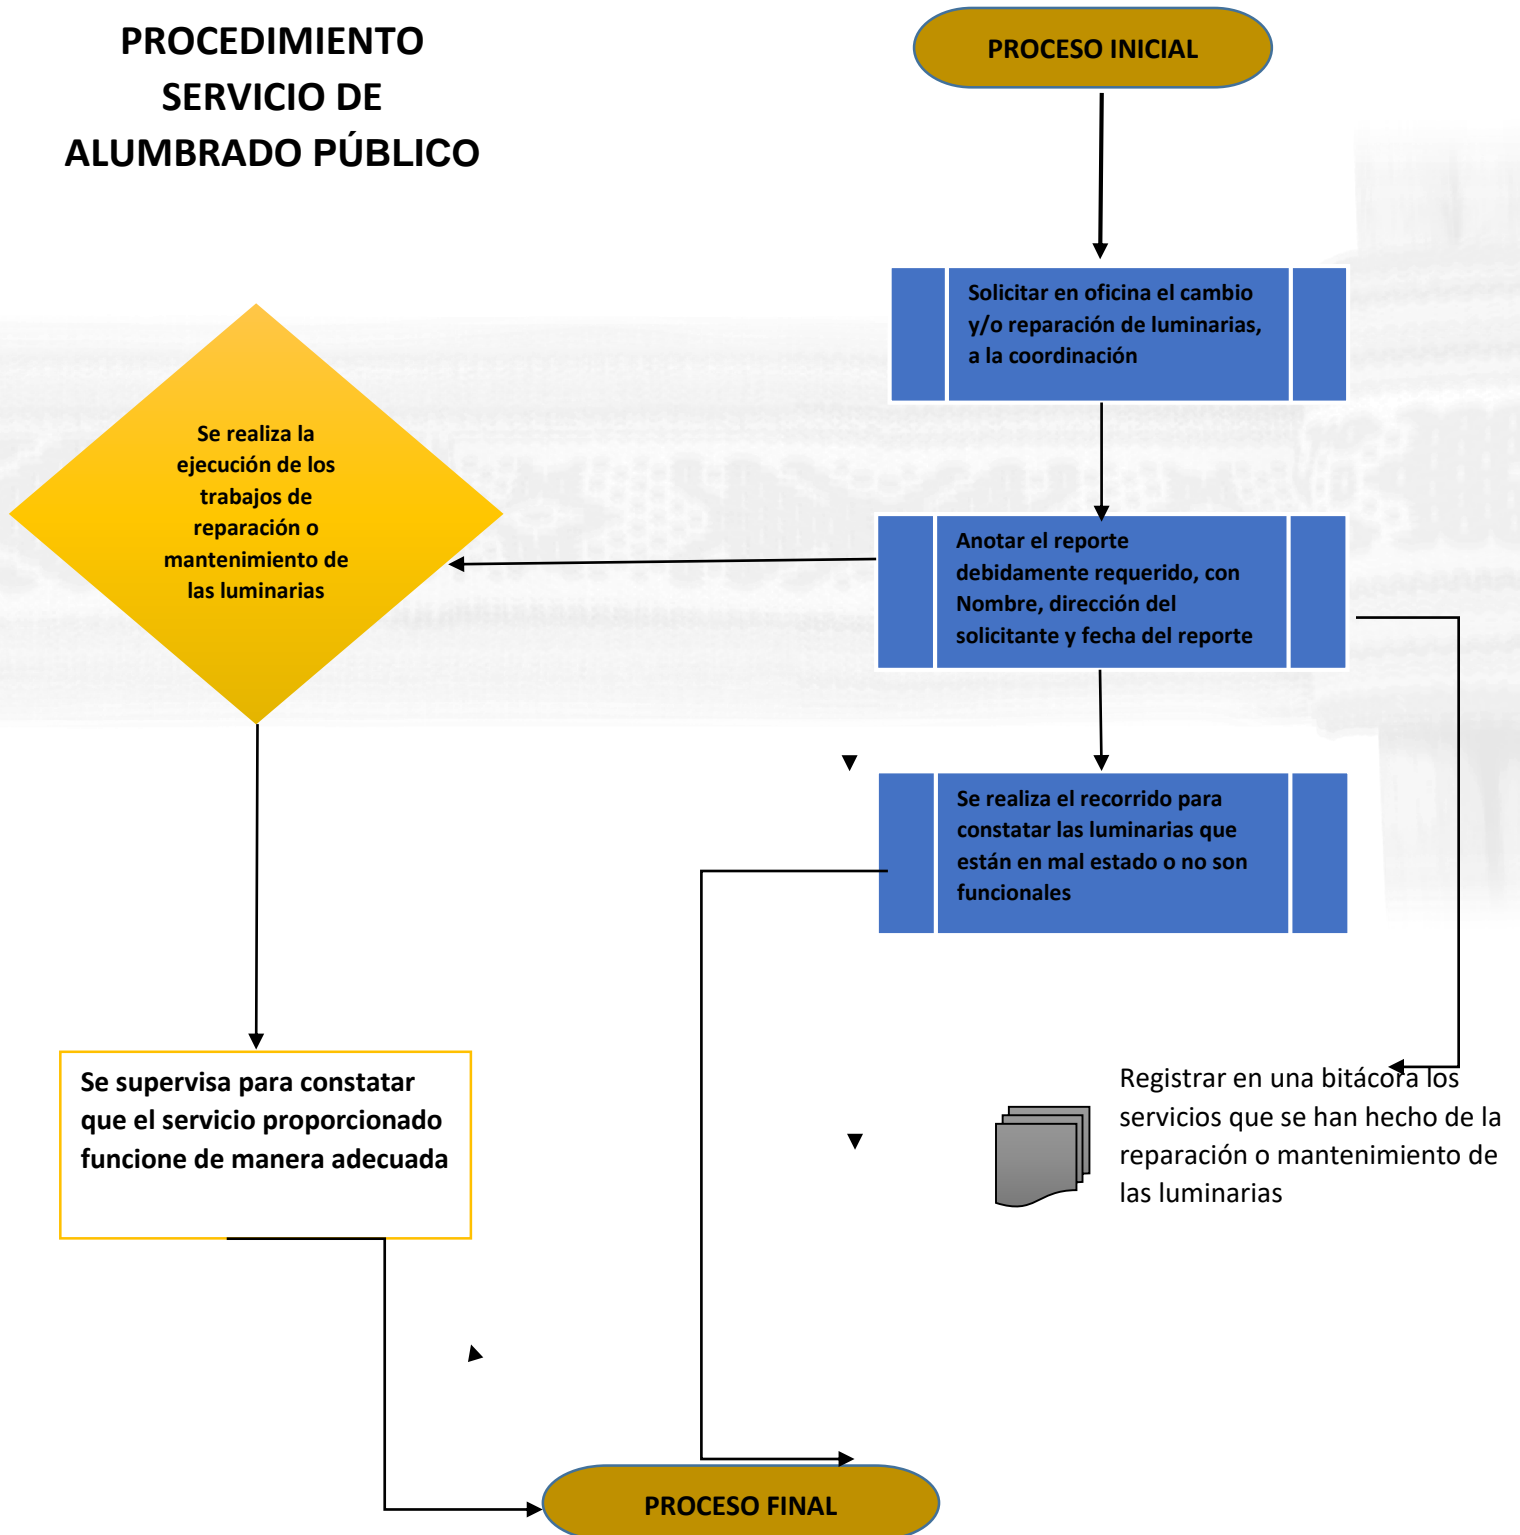 PROCEDIMIENTO
SERVICIO DE
ALUMBRADO PÚBLICO
PROCESO INICIAL
Solicitar en oficina el cambio
y/o reparación de luminarias,
a la coordinación
Se realiza la
ejecución de los
trabajos de
reparación o
mantenimiento de
las luminarias
Anotar el reporte
debidamente requerido, con
Nombre, dirección del
solicitante y fecha del reporte
Se realiza el recorrido para
constatar las luminarias que
están en mal estado o no son
funcionales
Se supervisa para constatar
que el servicio proporcionado
funcione de manera adecuada
Registrar en una bitácora los
servicios que se han hecho de la
reparación o mantenimiento de
las luminarias
PROCESO FINAL